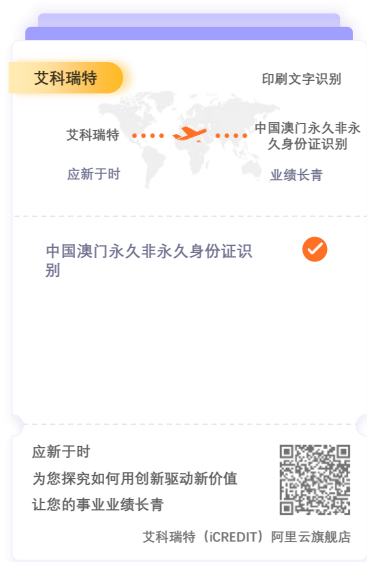 艾科瑞特
印刷文字识别
艾科瑞特
中国澳门永久非永
久身份证识别
应新于时
业绩长青
中国澳门永久非永久身份证识
别
应新于时
为您探究如何用创新驱动新价值
让您的事业业绩长青
艾科瑞特（iCREDIT）阿里云旗舰店